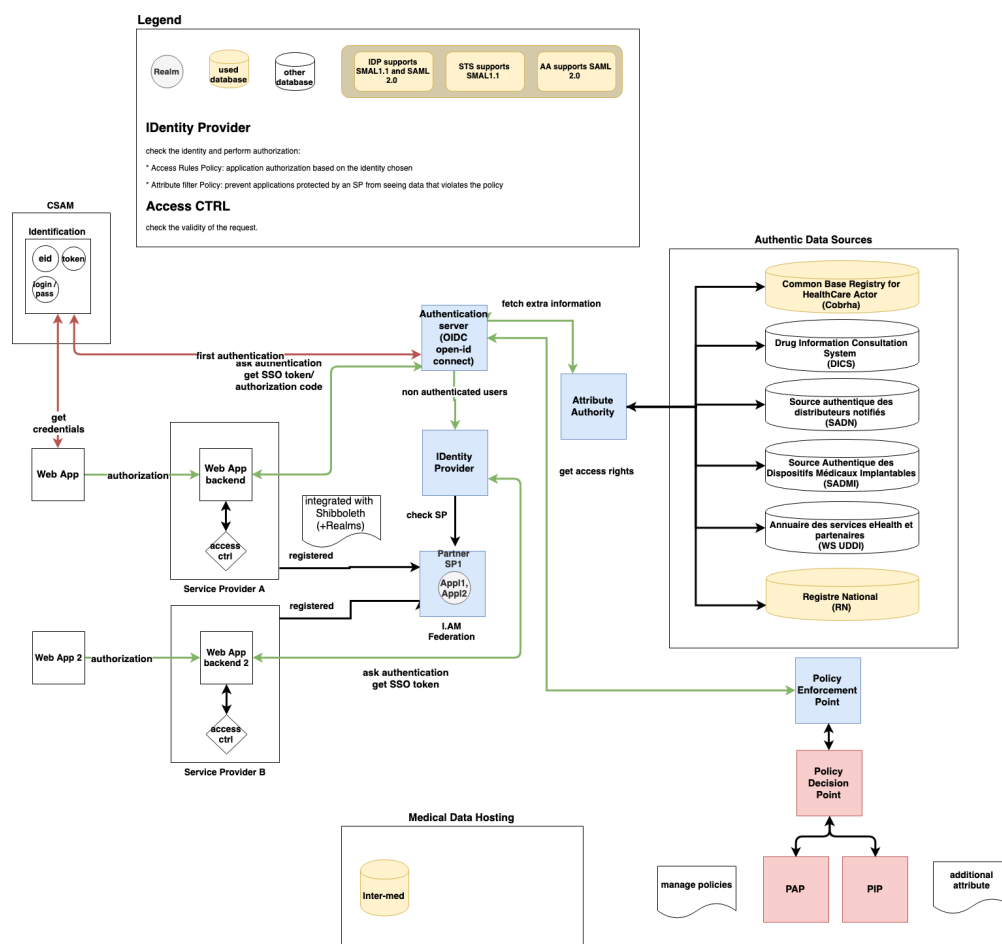 Legend
Realm
used
database
other
database
IDP supports
SMAL1.1 and SAML
2.0
STS supports
SMAL1.1
AA supports SAML
2.0
IDentity Provider
check the identity and perform authorization:
* Access Rules Policy: application authorization based on the identity chosen
* Attribute filter Policy: prevent applications protected by an SP from seeing data that violates the policy
Access CTRL
check the validity of the request.
CSAM
Identification
eid
token
login /
pass
first authentication
ask authentication
get SSO token/
authorization code
get
credentials
Web App
authorization
Web App
backend
access
ctrl
Service Provider A
integrated with
Shibboleth
(+Realms)
registered
registered
Web App 2
authorization
Web App
backend 2
access
ctrl
Service Provider B
Authentication
server
(OIDC
open-id
connect)
fetch extra information
non authenticated users
IDentity
Provider
check SP
Partner
SP1
Appl1,
Appl2
I.AM
Federation
ask authentication
get SSO token
Attribute
Authority
get access rights
Authentic Data Sources
Common Base Registry for
HealthCare Actor
(Cobrha)
Drug Information Consultation
System
(DICS)
Source authentique des
distributeurs notifiés
(SADN)
Source Authentique des
Dispositifs Médicaux Implantables
(SADMI)
Annuaire des services eHealth et
partenaires
(WS UDDI)
Registre National
(RN)
Policy
Enforcement
Point
Policy
Decision
Point
manage policies
PAP
PIP
additional
attribute
Medical Data Hosting
Inter-med